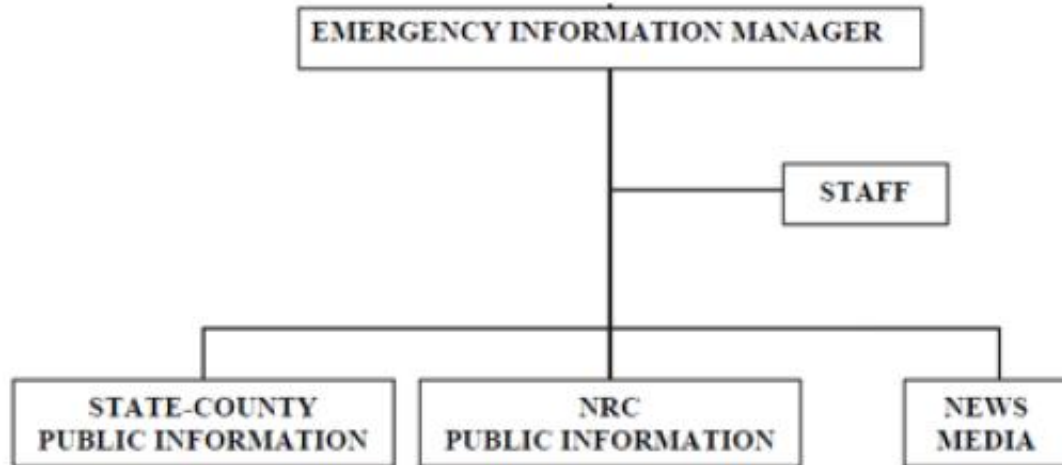 EMERGENCY INFORMATION MANAGER
STAFF
STATE-COUNTY
PUBLIC INFORMATION
NRC
PUBLIC INFORMATION
NEWS
MEDIA